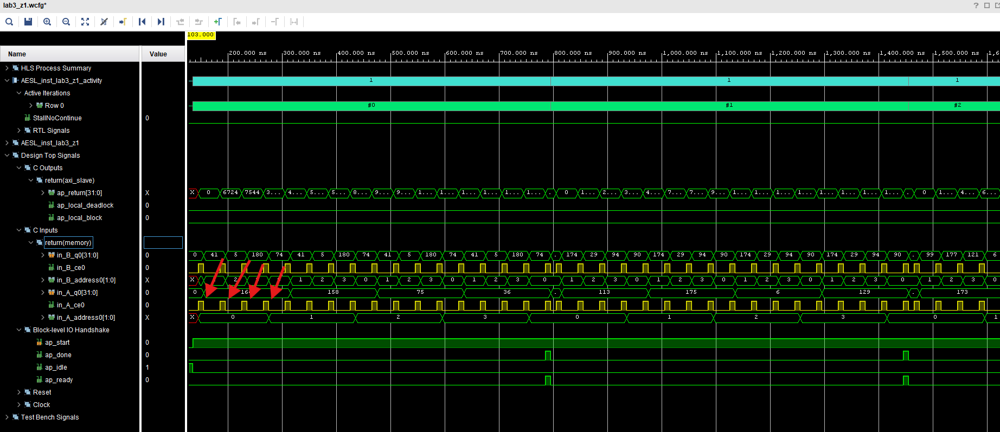 lab3_z1.wcfg*
?
103.000
Name Value
200.000 ns 300.000 ns 400.000 ns 500.000 ns 600.000 ns 700.000 ns 800.000 ns 900.000 ns 1,000.000 ns 1,100.000 ns 1,200.000 ns 1,300.000 ns 1,400.000 ns 1,500.000 ns 1,6
HLS Process Summary
AESL_inst_lab3_z1_activity 1 1 1
Active Iterations
Row 0 #0 #1 #2
StallNoContinue 0
RTL Signals
AESL_inst_lab3_z1
Design Top Signals
C Outputs
return(axi_slave)
ap_return[31:0] X X 0 6724 7544 3... 4... 5... 5... 8... 9... 9... 1... 1... 1... 1... 1... 1... . 0 1... 2... 3... 4... 7... 7... 9... 1... 1... 1... 1... 1... 1... 1... . 0 1... 4... 6...
ap_local_deadlock 0
ap_local_block 0
C Inputs
return(memory)
in_B_q0[31:0] 0 0 41 5 180 74 41 5 180 74 41 5 180 74 41 5 180 74 . 174 29 94 90 174 29 94 90 174 29 94 90 174 29 94 90 . 99 177 121 6
in_B_ce0 0
in_B_address0[1:0] X X 2 1 2 3 0 1 2 3 0 1 2 3 0 1 2 3 0 1 2 3 0 1 2 3 0 1 2 3 0 1 2 3 0
in_A_q0[31:0] 0 0 16 158 75 36 . 113 175 6 129 . 173
in_A_ce0 0
in_A_address0[1:0] X X 0 1 2 3 0 1 2 3 0 1
Block-level IO Handshake
ap_start 0
ap_done 0
ap_idle 1
ap_ready 0
Reset
Clock
Test Bench Signals